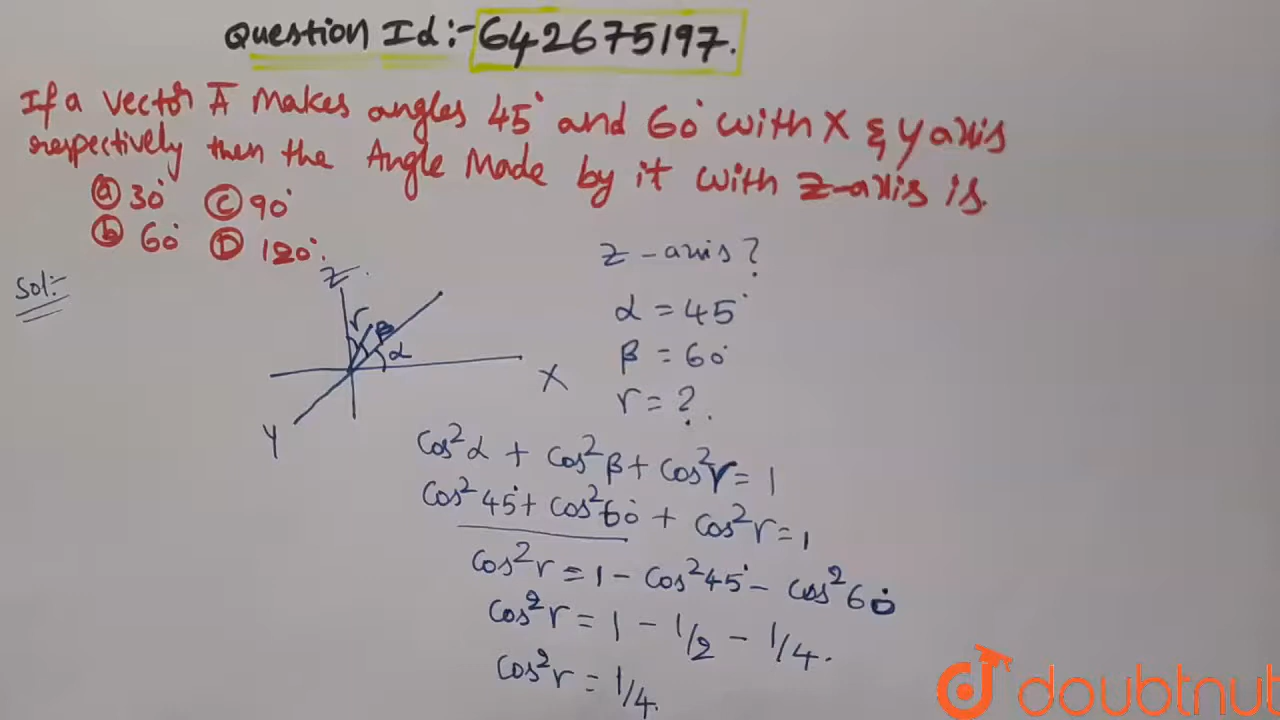 Question Id:- 642675197.
If a vector A̅ Makes angles 45° and 60° with X & y axis
respectively then the Angle Made by it with Z-axis is.
ⓐ 30° ⓒ 90°
ⓑ 60° Ⓓ 120°.
Z-axis?
Sol:-
Z
r β
α
X
Y
α = 45°
β = 60°
r = ?
Cos²α + Cos²β + Cos²r = 1
Cos²45° + Cos²60° + Cos²r = 1
Cos²r = 1 - Cos²45° - Cos²60°
Cos²r = 1 - 1/2 - 1/4.
Cos²r = 1/4.
doubtnut